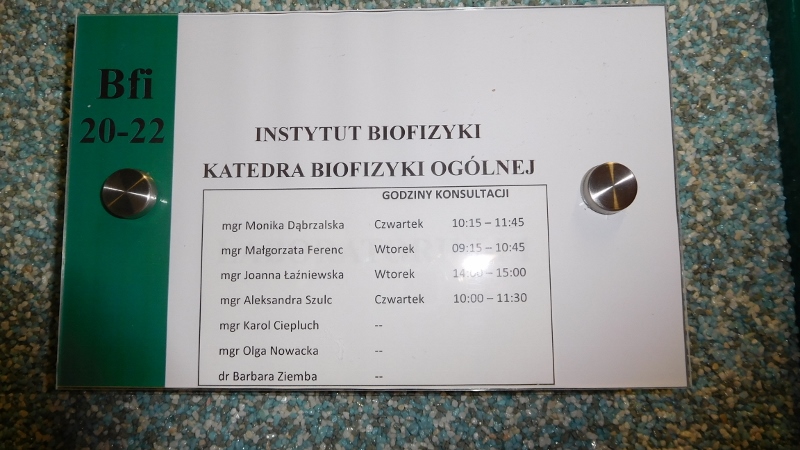 Bfi
20-22
INSTYTUT BIOFIZYKI
KATEDRA BIOFIZYKI OGÓLNEJ
GODZINY KONSULTACJI
mgr Monika Dąbrzalska Czwartek 10:15 – 11:45
mgr Małgorzata Ferenc Wtorek 09:15 – 10:45
mgr Joanna Łaźniewska Wtorek 14:00 – 15:00
mgr Aleksandra Szulc Czwartek 10:00 – 11:30
mgr Karol Ciepluch --
mgr Olga Nowacka --
dr Barbara Ziemba --